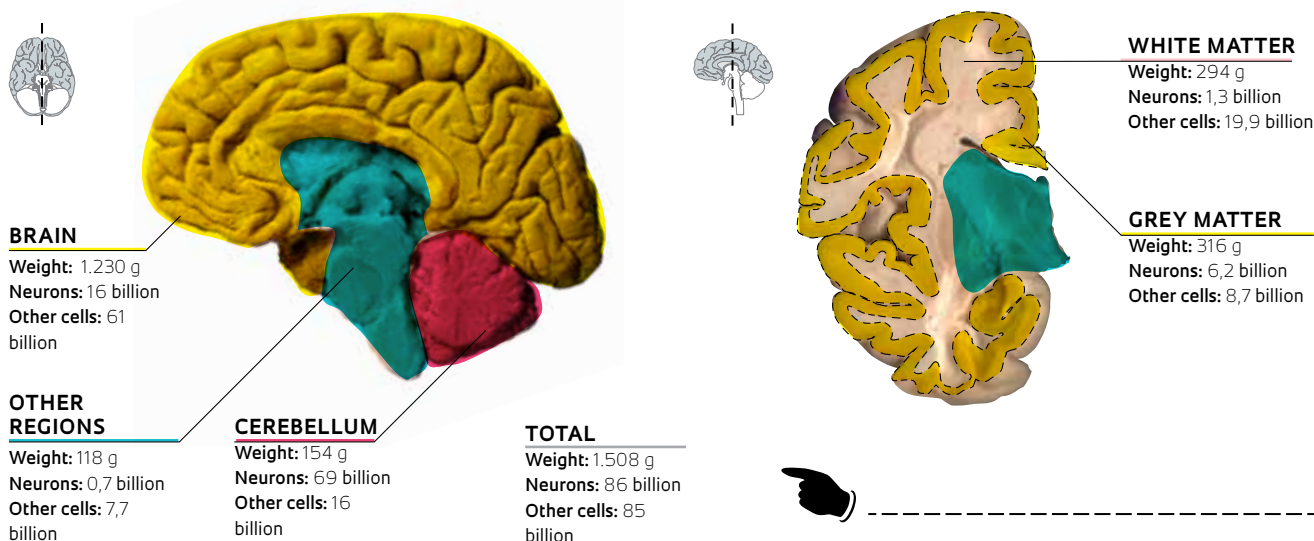 BRAIN
Weight: 1.230 g
Neurons: 16 billion
Other cells: 61
billion
OTHER
REGIONS
Weight: 118 g
Neurons: 0,7 billion
Other cells: 7,7
billion
CEREBELLUM
Weight: 154 g
Neurons: 69 billion
Other cells: 16
billion
TOTAL
Weight: 1.508 g
Neurons: 86 billion
Other cells: 85
billion
WHITE MATTER
Weight: 294 g
Neurons: 1,3 billion
Other cells: 19,9 billion
GREY MATTER
Weight: 316 g
Neurons: 6,2 billion
Other cells: 8,7 billion